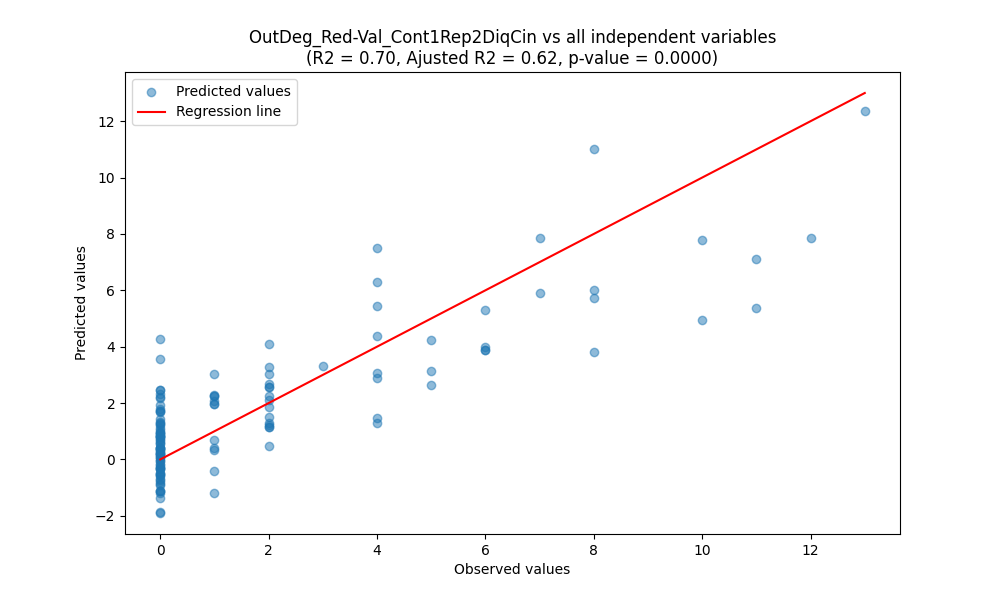 OutDeg_Red-Val_Cont1Rep2DiqCin vs all independent variables
(R2 = 0.70, Ajusted R2 = 0.62, p-value = 0.0000)
Predicted values
Regression line
12
10
8
6
4
2
0
−2
Predicted values
0 2 4 6 8 10 12
Observed values